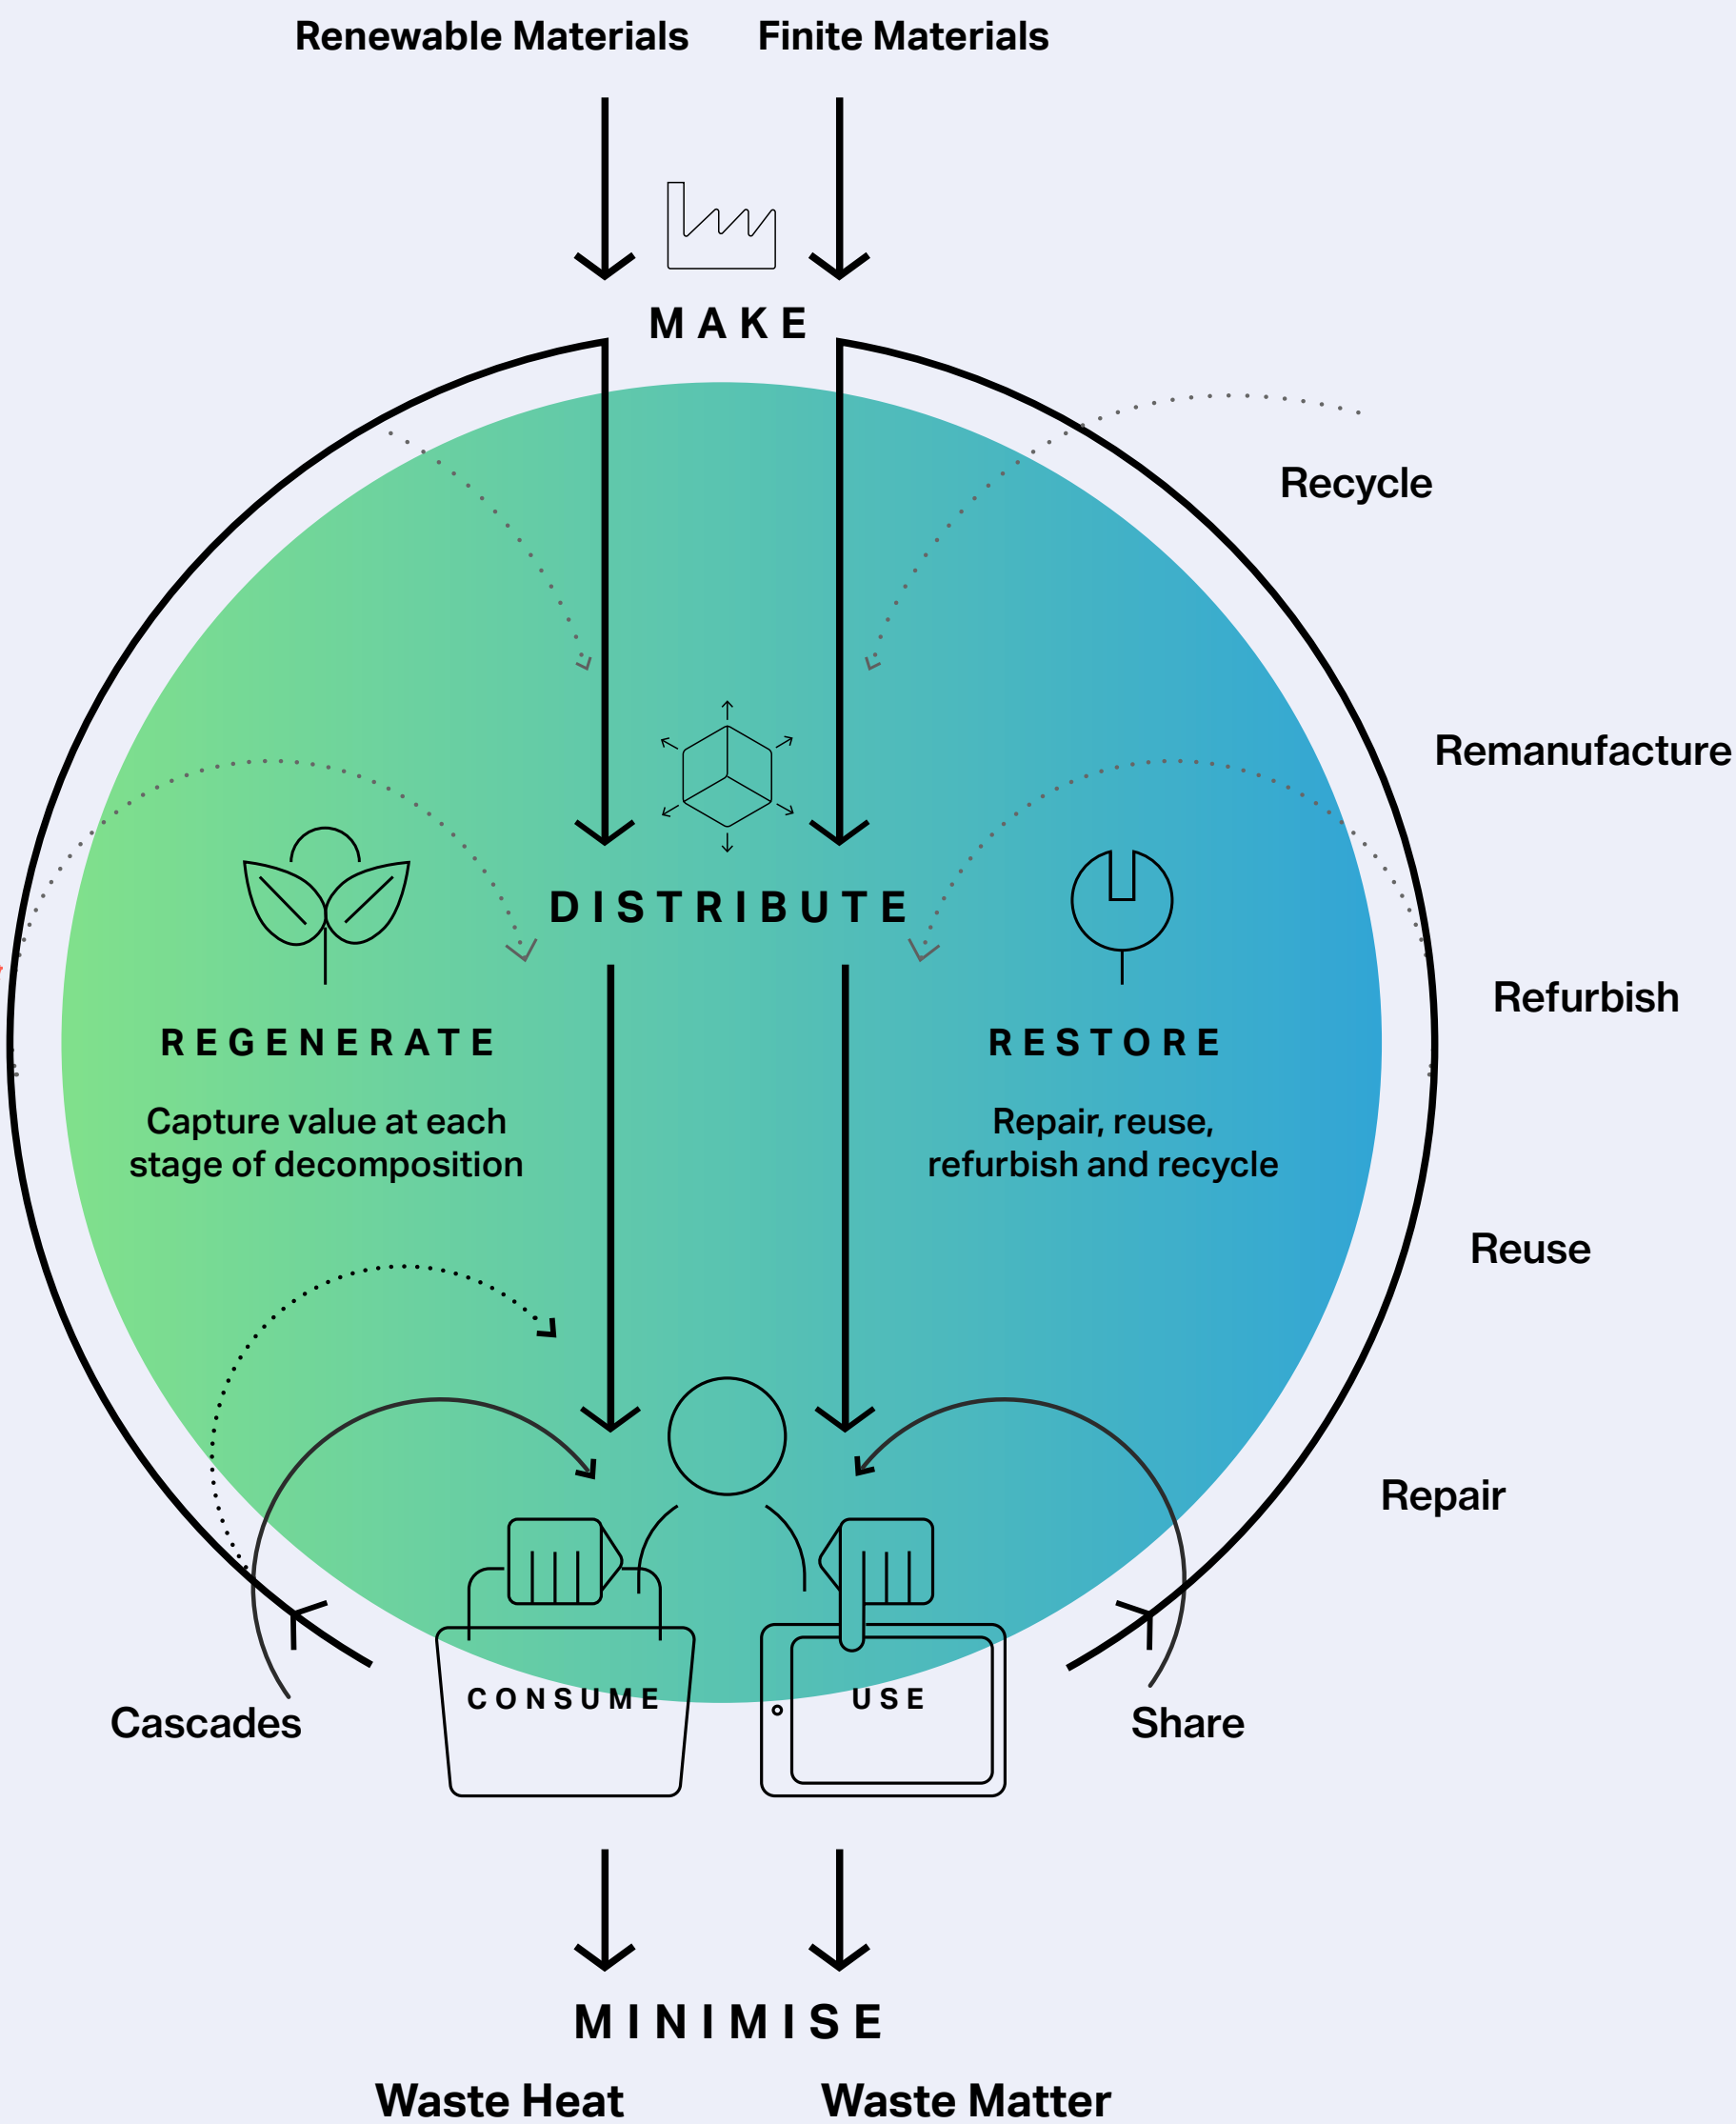 Renewable Materials
Finite Materials
MAKE
Recycle
Remanufacture
DISTRIBUTE
Refurbish
REGENERATE
RESTORE
Capture value at each
stage of decomposition
Repair, reuse,
refurbish and recycle
Reuse
Repair
CONSUME
USE
Cascades
Share
MINIMISE
Waste Heat
Waste Matter